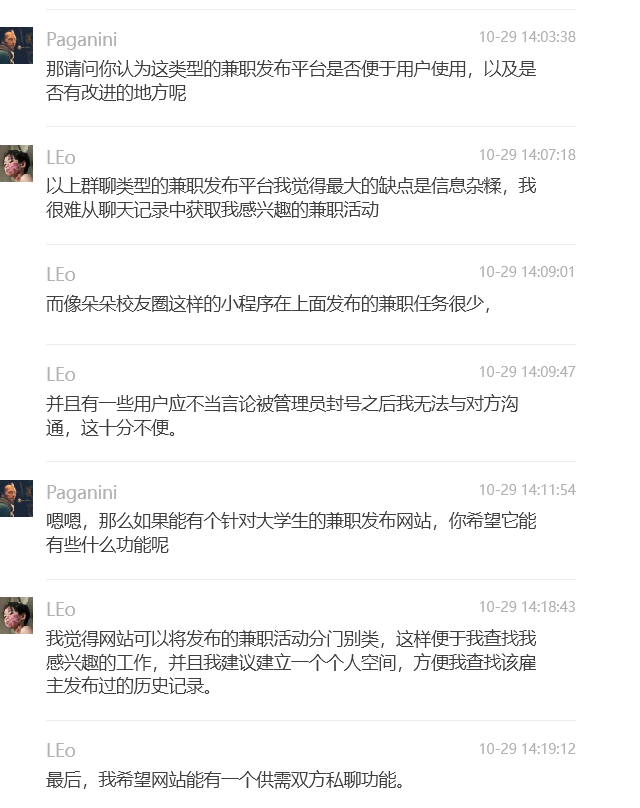 Paganini 10-29 14:03:38
那请问你认为这类型的兼职发布平台是否便于用户使用，以及是
否有改进的地方呢
LEo 10-29 14:07:18
以上群聊类型的兼职发布平台我觉得最大的缺点是信息杂糅，我
很难从聊天记录中获取我感兴趣的兼职活动
LEo 10-29 14:09:01
而像朵朵校友圈这样的小程序在上面发布的兼职任务很少，
LEo 10-29 14:09:47
并且有一些用户应不当言论被管理员封号之后我无法与对方沟
通，这十分不便。
Paganini 10-29 14:11:54
嗯嗯，那么如果能有个针对大学生的兼职发布网站，你希望它能
有些什么功能呢
LEo 10-29 14:18:43
我觉得网站可以将发布的兼职活动分门别类，这样便于我查找我
感兴趣的工作，并且我建议建立一个个人空间，方便我查找该雇
主发布过的历史记录。
LEo 10-29 14:19:12
最后，我希望网站能有一个供需双方私聊功能。